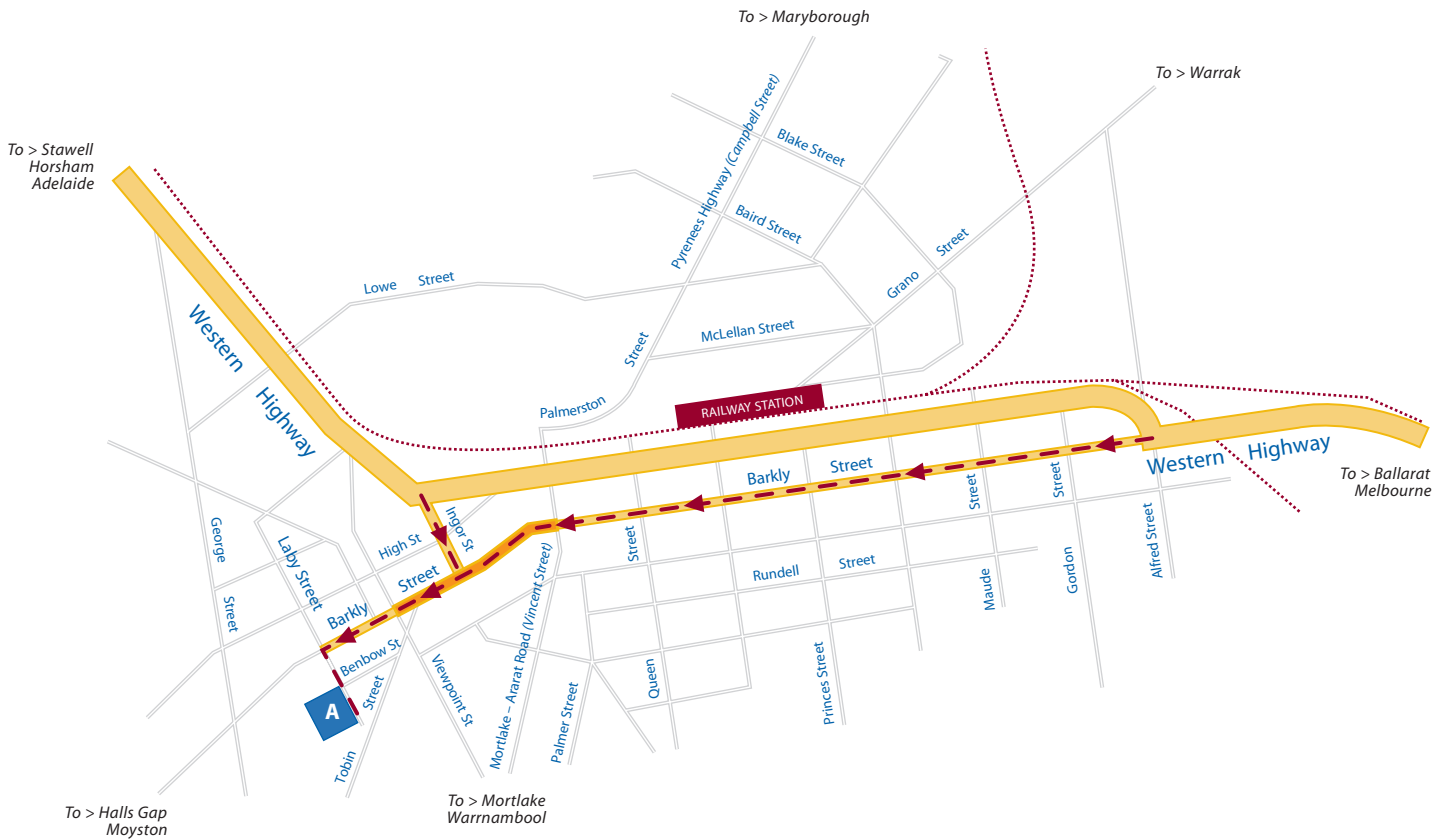 To > Maryborough
To > Warrak
To > Stawell
Horsham
Adelaide
Pyrenees Highway (Campbell Street)
Blake Street
Baird Street
Grano Street
Lowe Street
McLellan Street
Palmerston Street
RAILWAY STATION
Western Highway
Western Highway
To > Ballarat
Melbourne
Barkly Street
Ingor St
High St
Laby Street
George Street
Barkly Street
Benbow St
A
Tobin Street
Viewpoint St
Mortlake – Ararat Road (Vincent Street)
Palmer Street
Queen Street
Rundell Street
Princes Street
Maude Street
Gordon Street
Alfred Street
To > Halls Gap
Moyston
To > Mortlake
Warrnambool